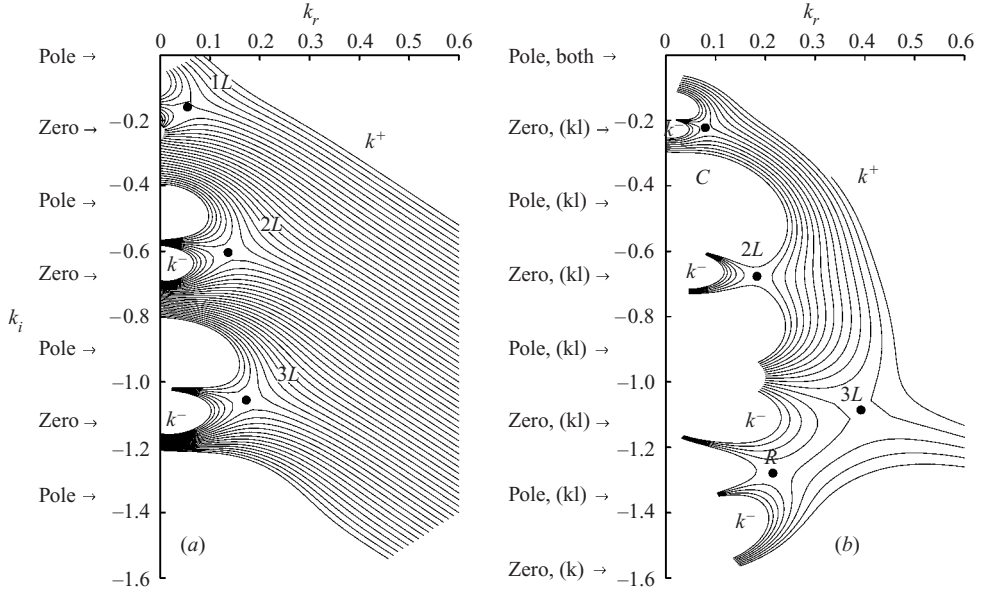 k_r
0 0.1 0.2 0.3 0.4 0.5 0.6
Pole →
1L
−0.2
Zero →
k⁺
−0.4
Pole →
2L
−0.6
k⁻
Zero →
−0.8
k_i
Pole →
3L
−1.0
k⁻
Zero →
−1.2
Pole →
−1.4
(a)
−1.6
k_r
0 0.1 0.2 0.3 0.4 0.5 0.6
Pole, both →
−0.2
Zero, (kl) →
k⁻
k⁺
C
−0.4
Pole, (kl) →
2L
−0.6
k⁻
Zero, (kl) →
−0.8
Pole, (kl) →
−1.0
3L
k⁻
Zero, (kl) →
−1.2
R
Pole, (kl) →
k⁻
−1.4
(b)
Zero, (k) →
−1.6